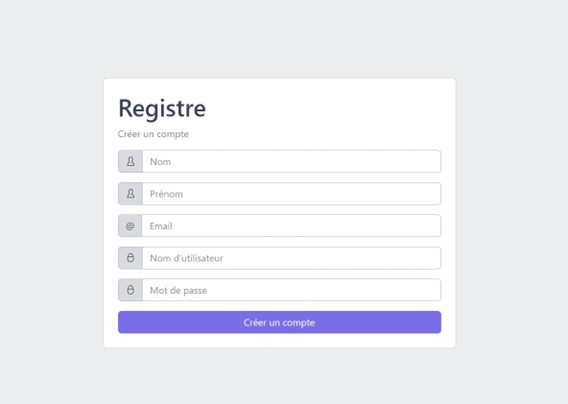 Registre
Créer un compte
Nom
Prénom
@ Email
Nom d'utilisateur
Mot de passe
Créer un compte